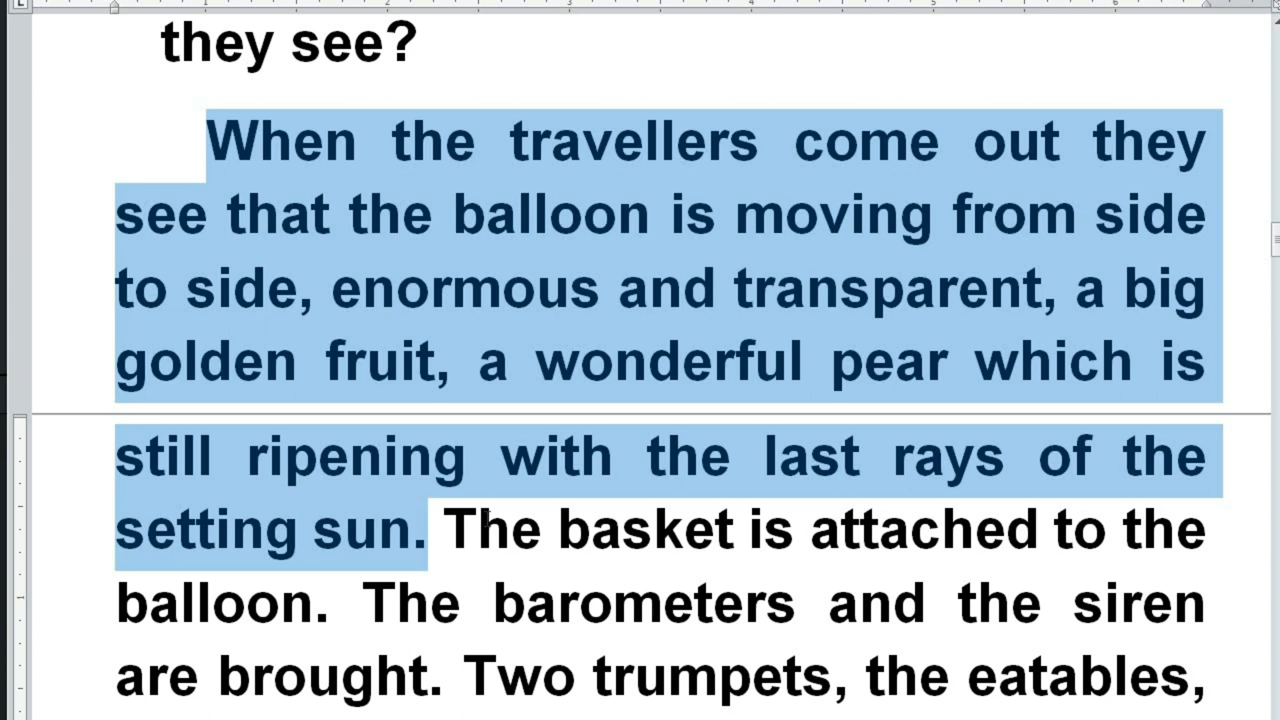 they see?
When the travellers come out they
see that the balloon is moving from side
to side, enormous and transparent, a big
golden fruit, a wonderful pear which is
still ripening with the last rays of the
setting sun. The basket is attached to the
balloon. The barometers and the siren
are brought. Two trumpets, the eatables,